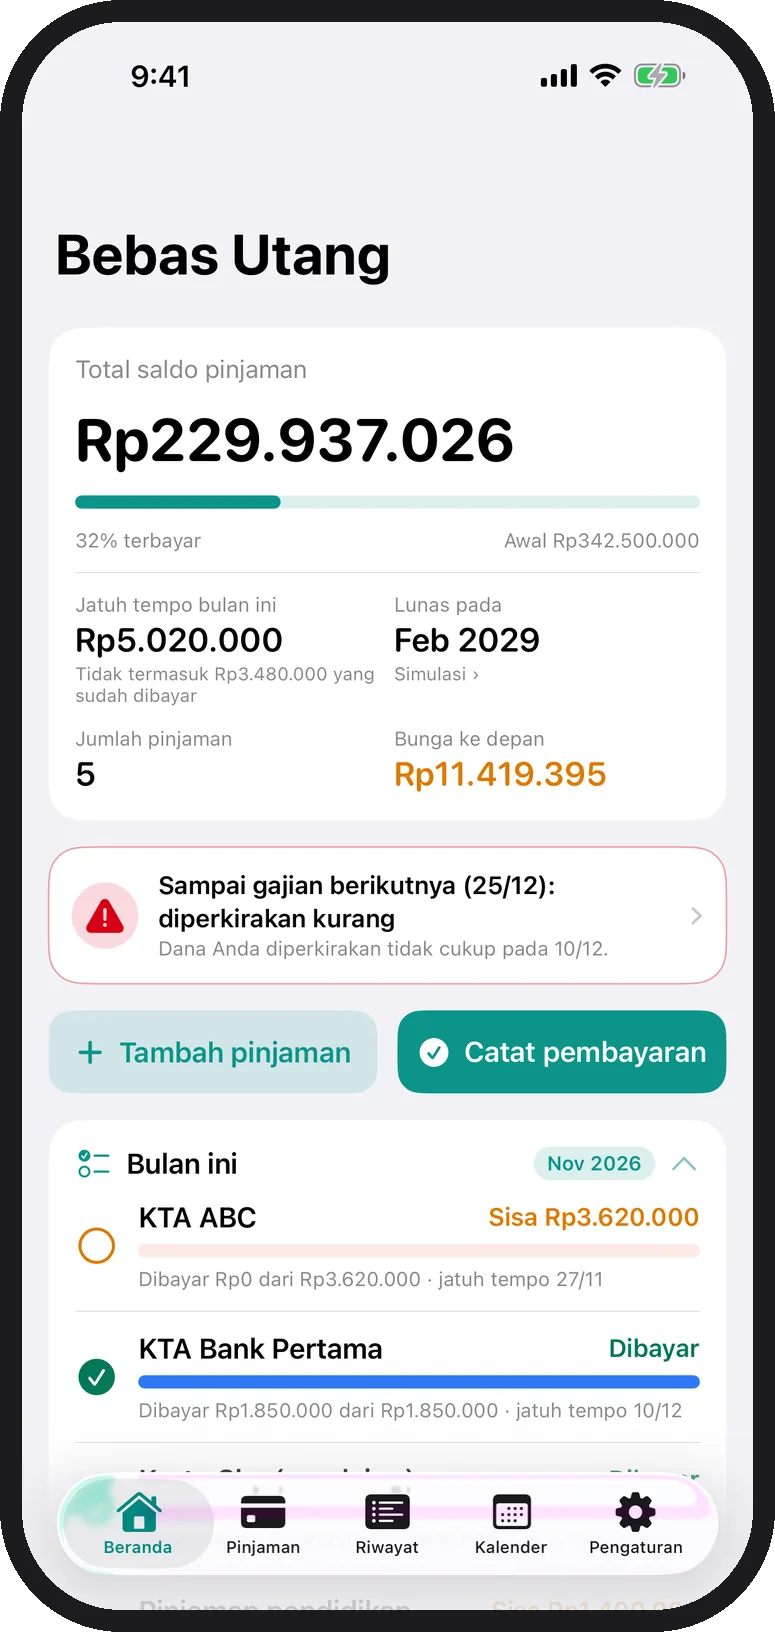 9:41
Bebas Utang
Total saldo pinjaman
Rp229.937.026
32% terbayar
Awal Rp342.500.000
Jatuh tempo bulan ini
Rp5.020.000
Tidak termasuk Rp3.480.000 yang
sudah dibayar
Lunas pada
Feb 2029
Simulasi ›
Jumlah pinjaman
5
Bunga ke depan
Rp11.419.395
Sampai gajian berikutnya (25/12):
diperkirakan kurang
Dana Anda diperkirakan tidak cukup pada 10/12.
Tambah pinjaman
Catat pembayaran
Bulan ini
Nov 2026
KTA ABC
Sisa Rp3.620.000
Dibayar Rp0 dari Rp3.620.000 · jatuh tempo 27/11
KTA Bank Pertama
Dibayar
Dibayar Rp1.850.000 dari Rp1.850.000 · jatuh tempo 10/12
Dibayar
Beranda
Pinjaman
Riwayat
Kalender
Pengaturan
Pinjaman pendidikan